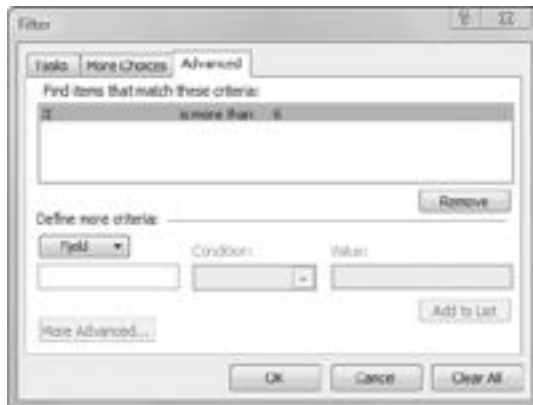 Filter
Tasks More Choices Advanced
Find items that match these criteria:
is more than 6
Remove
Define more criteria:
Field Condition: Value:
Add to List
More Advanced...
OK Cancel Clear All